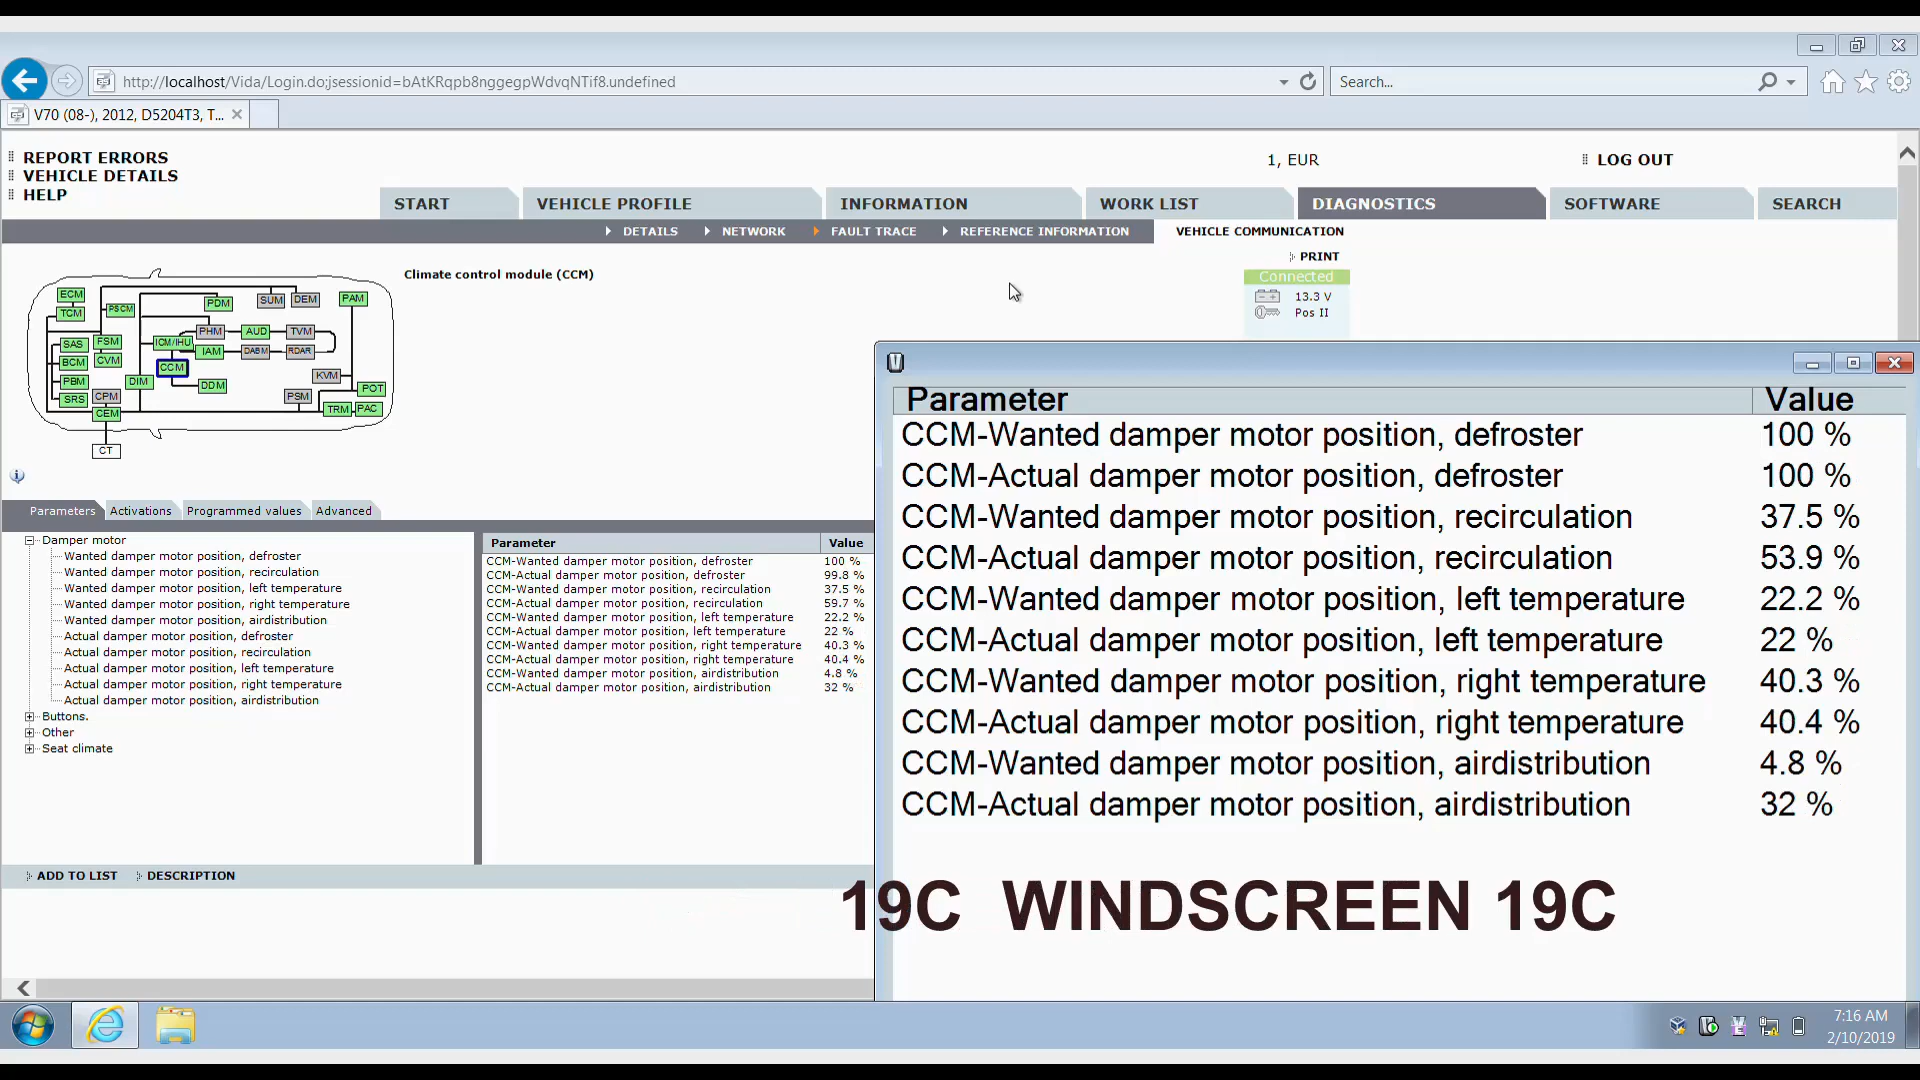 http://localhost/Vida/Login.do;jsessionid=bAtKRqpb8nggegpWdvqNTif8.undefined
Search...
V70 (08-), 2012, D5204T3, T...
REPORT ERRORS
VEHICLE DETAILS
HELP
1, EUR
LOG OUT
START
VEHICLE PROFILE
INFORMATION
WORK LIST
DIAGNOSTICS
SOFTWARE
SEARCH
DETAILS
NETWORK
FAULT TRACE
REFERENCE INFORMATION
VEHICLE COMMUNICATION
PRINT
Connected
13.3 V
Pos II
Climate control module (CCM)
ECM
TCM
PSCM
PDM
SUM
DEM
PAM
SAS
FSM
ICM/IHU
PHM
AUD
TVM
BCM
CVM
IAM
DABM
RDAR
PBM
DIM
CCM
DDM
KVM
SRS
CPM
PSM
POT
CEM
TRM
PAC
CT
Parameters
Activations
Programmed values
Advanced
Damper motor
Wanted damper motor position, defroster
Wanted damper motor position, recirculation
Wanted damper motor position, left temperature
Wanted damper motor position, right temperature
Wanted damper motor position, airdistribution
Actual damper motor position, defroster
Actual damper motor position, recirculation
Actual damper motor position, left temperature
Actual damper motor position, right temperature
Actual damper motor position, airdistribution
Buttons.
Other
Seat climate
Parameter Value
CCM-Wanted damper motor position, defroster 100 %
CCM-Actual damper motor position, defroster 99.8 %
CCM-Wanted damper motor position, recirculation 37.5 %
CCM-Actual damper motor position, recirculation 59.7 %
CCM-Wanted damper motor position, left temperature 22.2 %
CCM-Actual damper motor position, left temperature 22 %
CCM-Wanted damper motor position, right temperature 40.3 %
CCM-Actual damper motor position, right temperature 40.4 %
CCM-Wanted damper motor position, airdistribution 4.8 %
CCM-Actual damper motor position, airdistribution 32 %
ADD TO LIST
DESCRIPTION
Parameter Value
CCM-Wanted damper motor position, defroster 100 %
CCM-Actual damper motor position, defroster 100 %
CCM-Wanted damper motor position, recirculation 37.5 %
CCM-Actual damper motor position, recirculation 53.9 %
CCM-Wanted damper motor position, left temperature 22.2 %
CCM-Actual damper motor position, left temperature 22 %
CCM-Wanted damper motor position, right temperature 40.3 %
CCM-Actual damper motor position, right temperature 40.4 %
CCM-Wanted damper motor position, airdistribution 4.8 %
CCM-Actual damper motor position, airdistribution 32 %
19C WINDSCREEN 19C
7:16 AM
2/10/2019